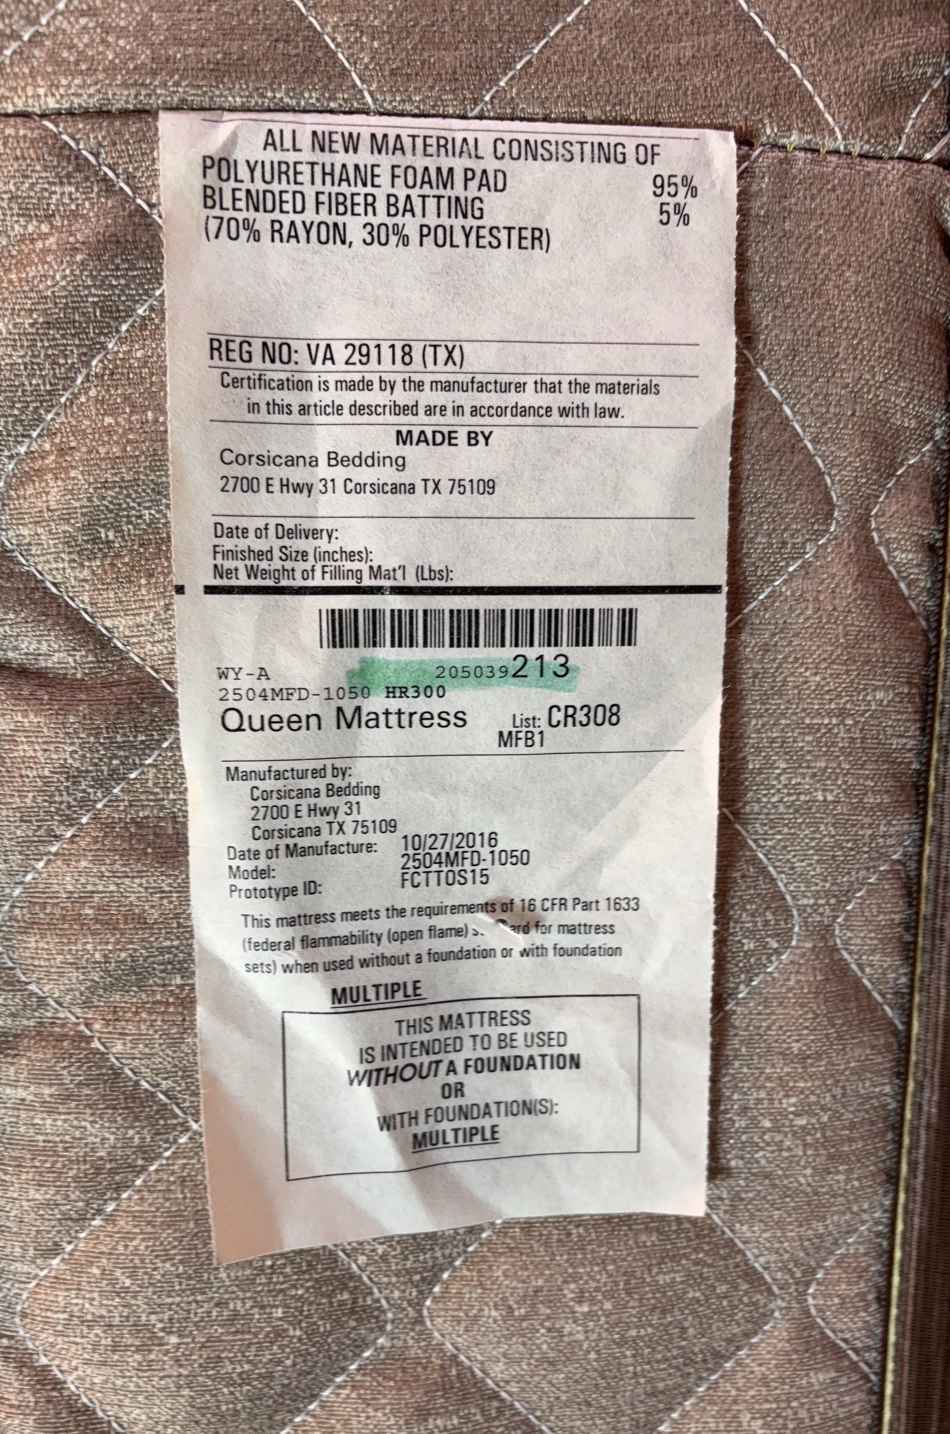 ALL NEW MATERIAL CONSISTING OF
POLYURETHANE FOAM PAD 95%
BLENDED FIBER BATTING 5%
(70% RAYON, 30% POLYESTER)
REG NO: VA 29118 (TX)
Certification is made by the manufacturer that the materials
in this article described are in accordance with law.
MADE BY
Corsicana Bedding
2700 E Hwy 31 Corsicana TX 75109
Date of Delivery:
Finished Size (inches):
Net Weight of Filling Mat'l (Lbs):
WY-A 205039213
2504MFD-1050 HR300
Queen Mattress List: CR308
MFB1
Manufactured by:
Corsicana Bedding
2700 E Hwy 31
Corsicana TX 75109
Date of Manufacture: 10/27/2016
Model: 2504MFD-1050
Prototype ID: FCTTOS15
This mattress meets the requirements of 16 CFR Part 1633
(federal flammability (open flame) for mattress
sets) when used without a foundation or with foundation
MULTIPLE
THIS MATTRESS
IS INTENDED TO BE USED
WITHOUT A FOUNDATION
OR
WITH FOUNDATION(S):
MULTIPLE